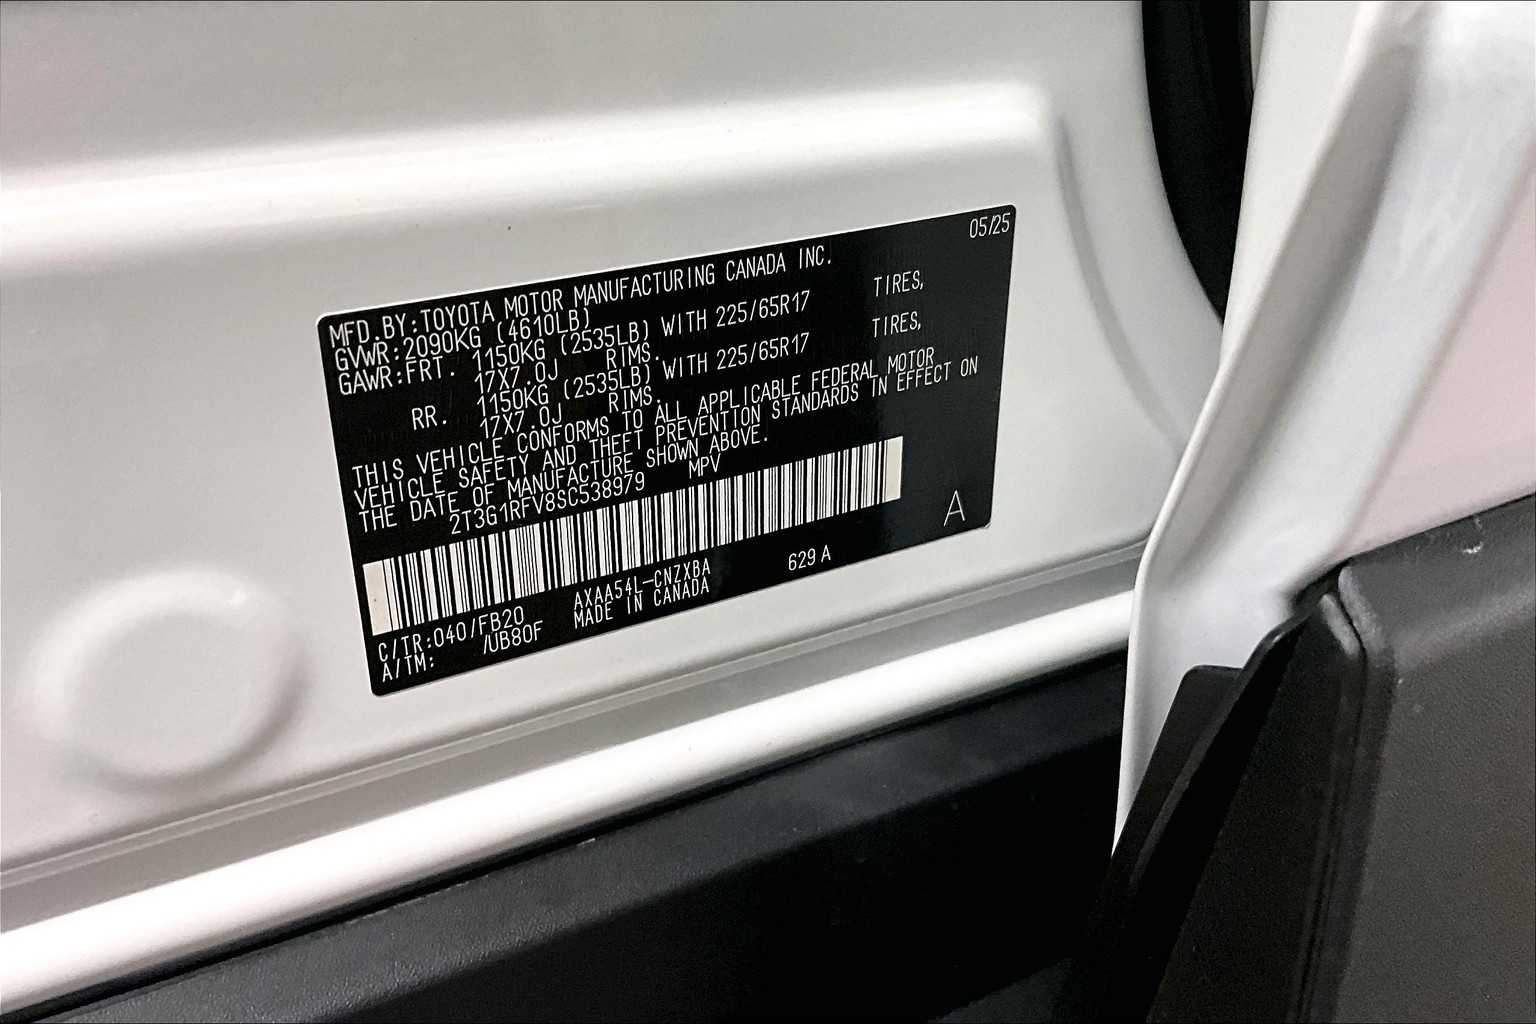 05/25
MFD.BY:TOYOTA MOTOR MANUFACTURING CANADA INC.
GVWR:2090KG (4610LB)
GAWR:FRT. 1150KG (2535LB) WITH 225/65R17 TIRES,
17X7.0J RIMS.
RR. 1150KG (2535LB) WITH 225/65R17 TIRES,
17X7.0J RIMS.
THIS VEHICLE CONFORMS TO ALL APPLICABLE FEDERAL MOTOR
VEHICLE SAFETY AND THEFT PREVENTION STANDARDS IN EFFECT ON
THE DATE OF MANUFACTURE SHOWN ABOVE.
2T3G1RFV8SC538979 MPV
A
C/TR:040/FB20 AXAA54L-CNZXBA 629 A
A/TM: /UB80F MADE IN CANADA